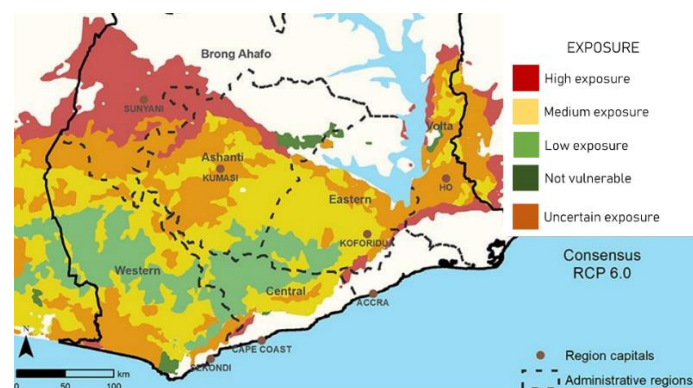 Brong Ahafo
SUNYANI
Ashanti
KUMASI
Volta
HO
Eastern
KOFORIDUA
Western
Central
ACCRA
CAPE COAST
SEKONDI
N
0 50 100
km
EXPOSURE
High exposure
Medium exposure
Low exposure
Not vulnerable
Uncertain exposure
Consensus
RCP 6.0
Region capitals
Administrative regions